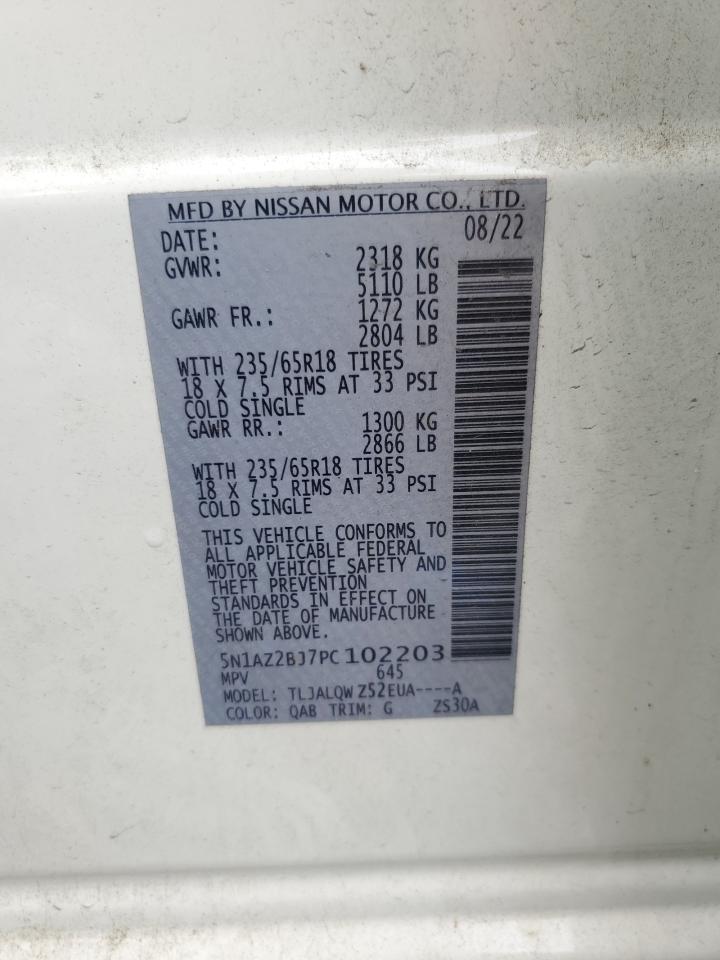 MFD BY NISSAN MOTOR CO., LTD.
DATE: 08/22
GVWR: 2318 KG
5110 LB
GAWR FR.: 1272 KG
2804 LB
WITH 235/65R18 TIRES
18 X 7.5 RIMS AT 33 PSI
COLD SINGLE
GAWR RR.: 1300 KG
2866 LB
WITH 235/65R18 TIRES
18 X 7.5 RIMS AT 33 PSI
COLD SINGLE
THIS VEHICLE CONFORMS TO
ALL APPLICABLE FEDERAL
MOTOR VEHICLE SAFETY AND
THEFT PREVENTION
STANDARDS IN EFFECT ON
THE DATE OF MANUFACTURE
SHOWN ABOVE.
5N1AZ2BJ7PC102203
MPV 645
MODEL: TLJALQW Z52EUA----A
COLOR: QAB TRIM: G ZS30A